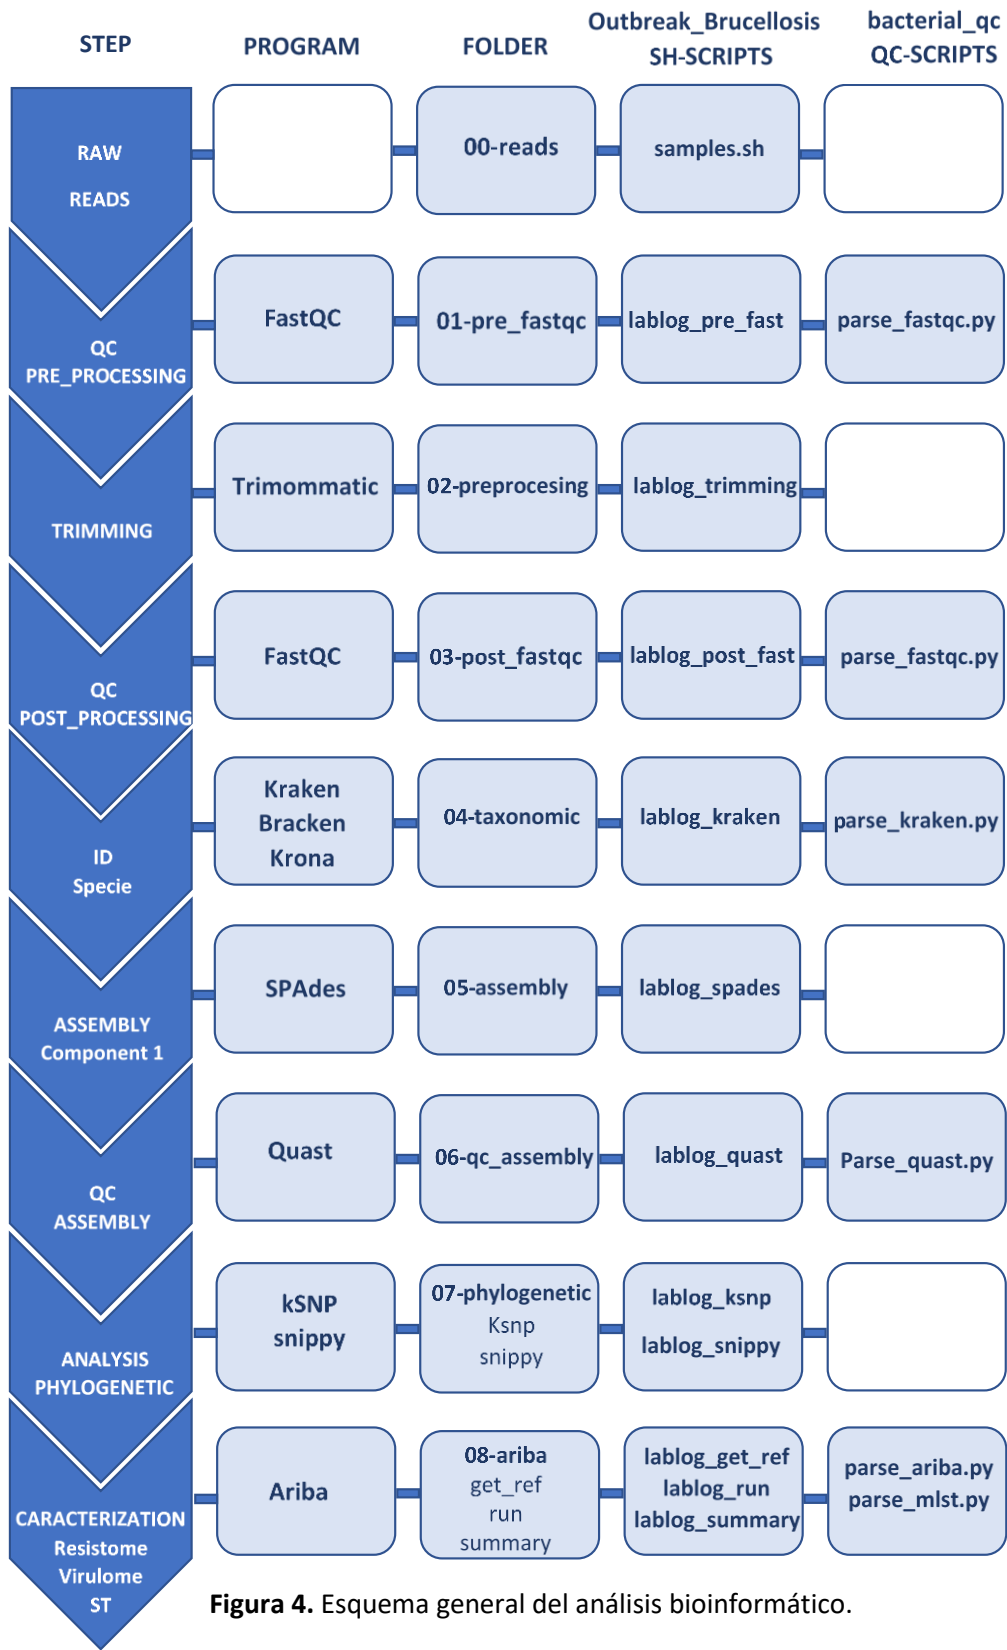 STEP
PROGRAM
FOLDER
Outbreak_Brucellosis
SH-SCRIPTS
bacterial_qc
QC-SCRIPTS
RAW
READS
00-reads
samples.sh
QC
PRE_PROCESSING
FastQC
01-pre_fastqc
lablog_pre_fast
parse_fastqc.py
TRIMMING
Trimommatic
02-preprocesing
lablog_trimming
QC
POST_PROCESSING
FastQC
03-post_fastqc
lablog_post_fast
parse_fastqc.py
ID
Specie
Kraken
Bracken
Krona
04-taxonomic
lablog_kraken
parse_kraken.py
ASSEMBLY
Component 1
SPAdes
05-assembly
lablog_spades
QC
ASSEMBLY
Quast
06-qc_assembly
lablog_quast
Parse_quast.py
ANALYSIS
PHYLOGENETIC
kSNP
snippy
07-phylogenetic
Ksnp
snippy
lablog_ksnp
lablog_snippy
CARACTERIZATION
Resistome
Virulome
ST
Ariba
08-ariba
get_ref
run
summary
lablog_get_ref
lablog_run
lablog_summary
parse_ariba.py
parse_mlst.py
Figura 4. Esquema general del análisis bioinformático.